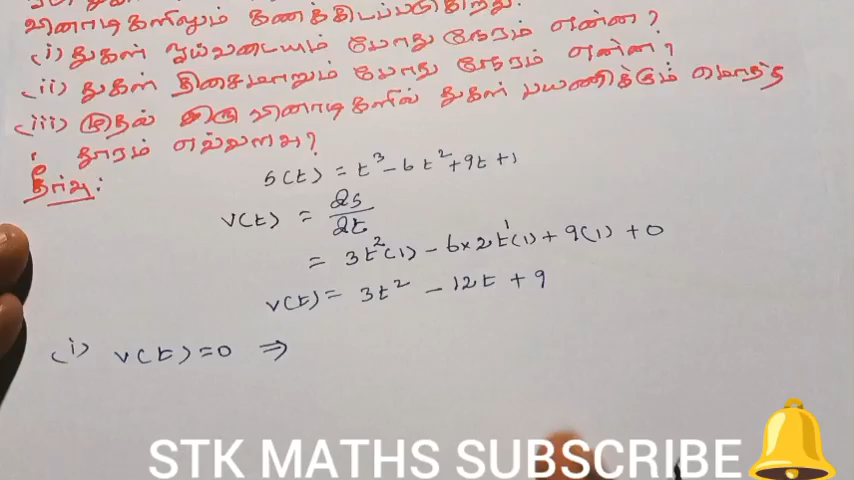 வினாடிகளிலும் கணக்கிடப்படுகிறது.
(i) துகள் ஓய்வடையும் போது நேரம் என்ன?
(ii) துகள் திசைமாறும் போது நேரம் என்ன?
(iii) முதல் இரு வினாடிகளில் துகள் பயணிக்கும் மொத்த
தூரம் எவ்வளவு?
தீர்வு:
s(t) = t³ - 6t² + 9t + 1
v(t) = ds/dt
= 3t²(1) - 6×2t¹(1) + 9(1) + 0
v(t) = 3t² - 12t + 9
(i) v(t) = 0 ⇒
STK MATHS SUBSCRIBE